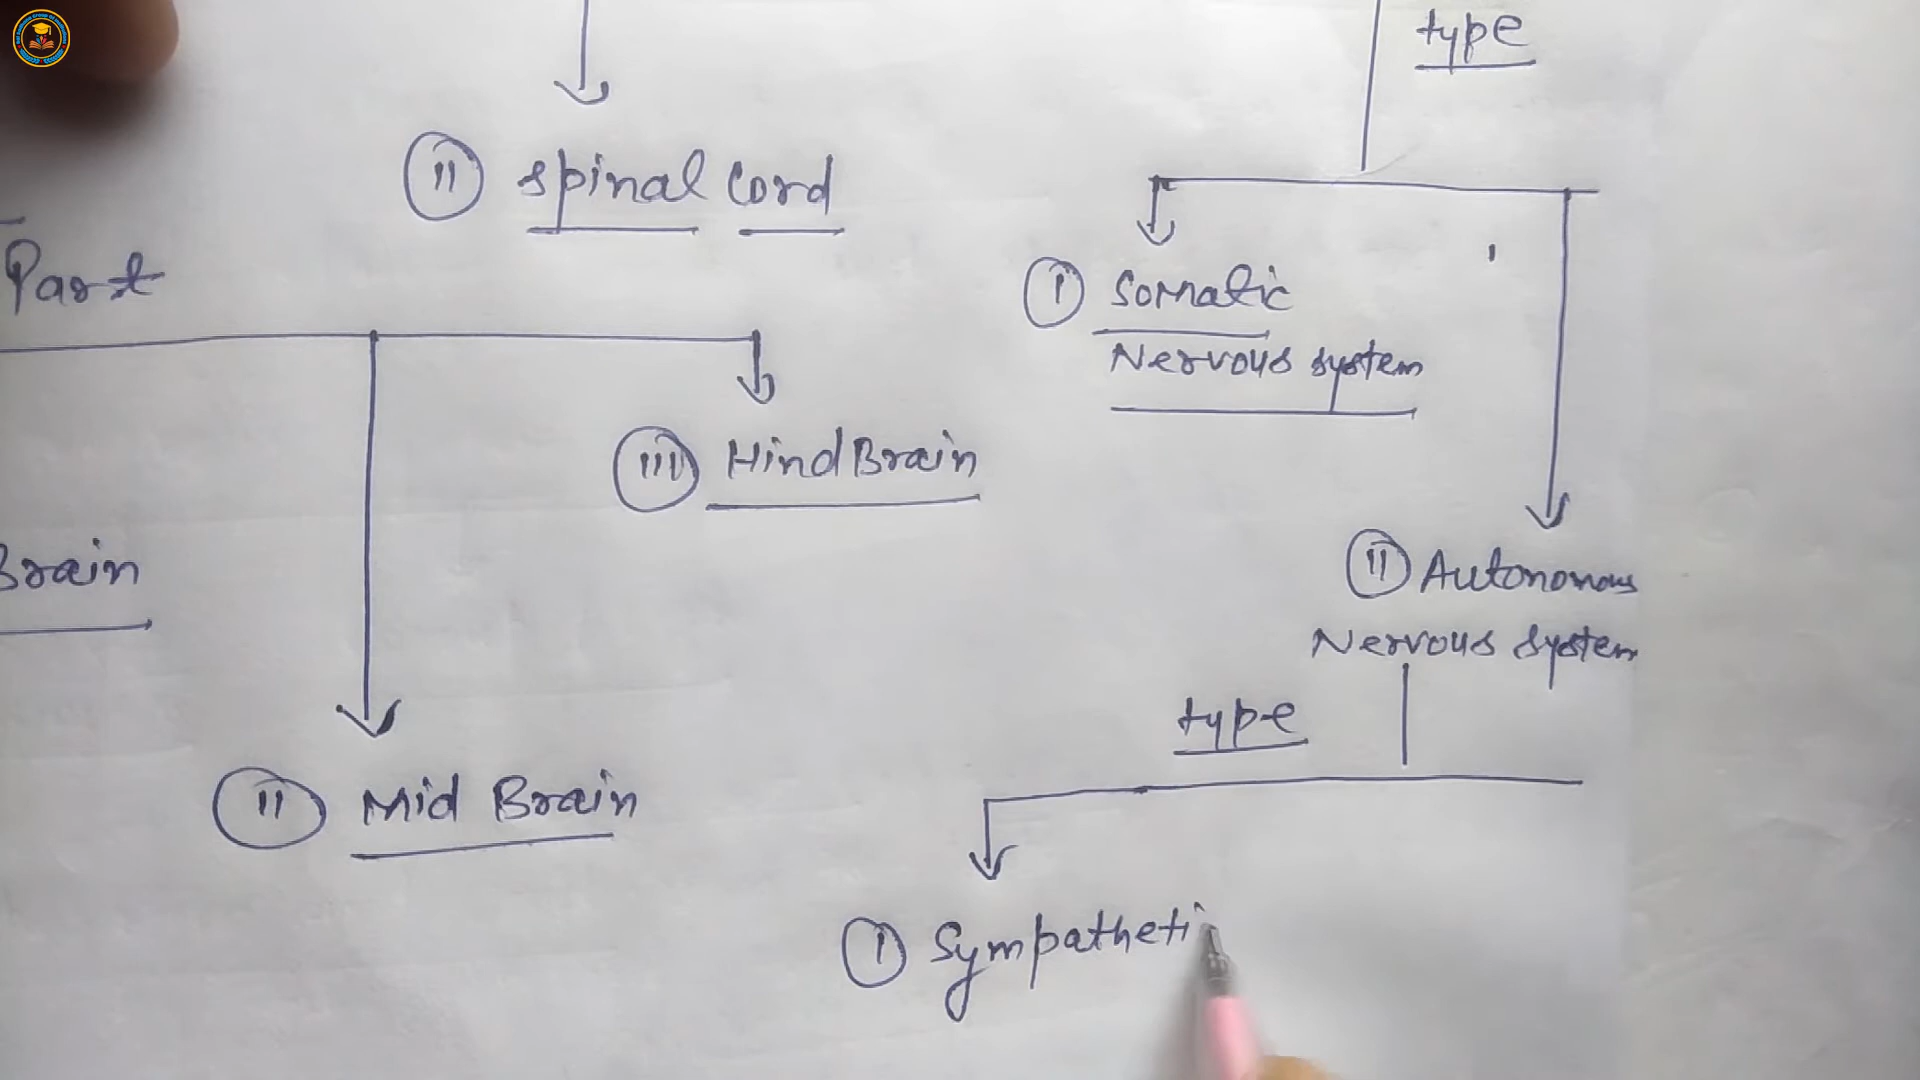 type
II Spinal Cord
Part
I Somatic
Nervous system
III Hind Brain
Brain
II Autonomous
Nervous system
type
II Mid Brain
I Sympatheti